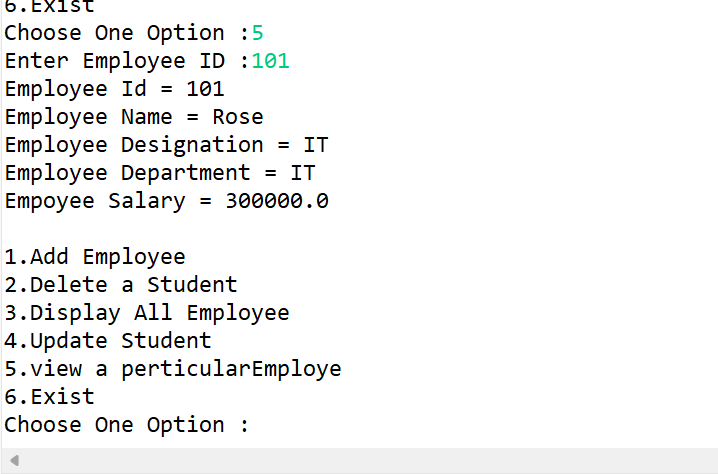 6.Exist
Choose One Option :5
Enter Employee ID :101
Employee Id = 101
Employee Name = Rose
Employee Designation = IT
Employee Department = IT
Empoyee Salary = 300000.0
1.Add Employee
2.Delete a Student
3.Display All Employee
4.Update Student
5.view a perticularEmploye
6.Exist
Choose One Option :